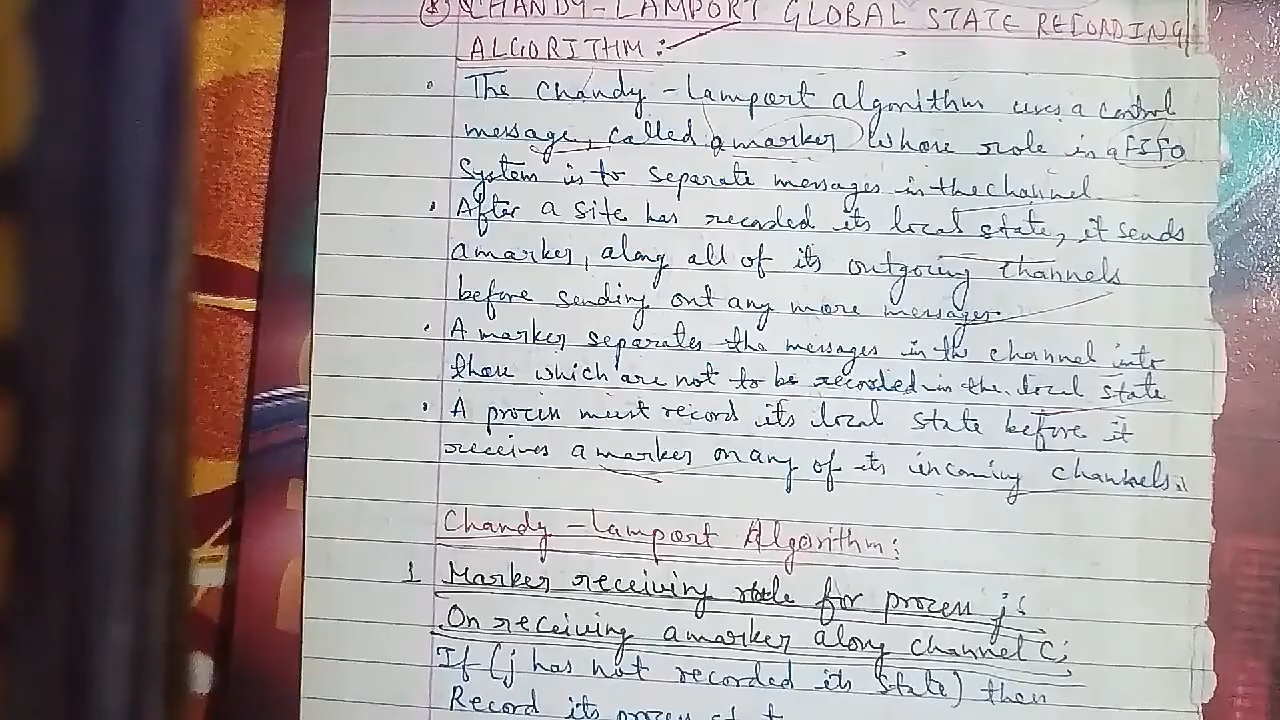 * CHANDY-LAMPORT GLOBAL STATE RECORDING
ALGORITHM:-
The Chandy-Lamport algorithm uses a control
message, called a marker whose role in a FIFO
system is to separate messages in the channel.
After a site has recorded its local state, it sends
a marker, along all of its outgoing channels
before sending out any more messages.
A marker separates the messages in the channel into
those which are not to be recorded in the local state
A process must record its local state before it
receives a marker on any of its incoming channels.
Chandy-Lamport Algorithm:
1 Marker receiving rule for process j:
On receiving a marker along channel C;
If (j has not recorded its state) then
Record its process state